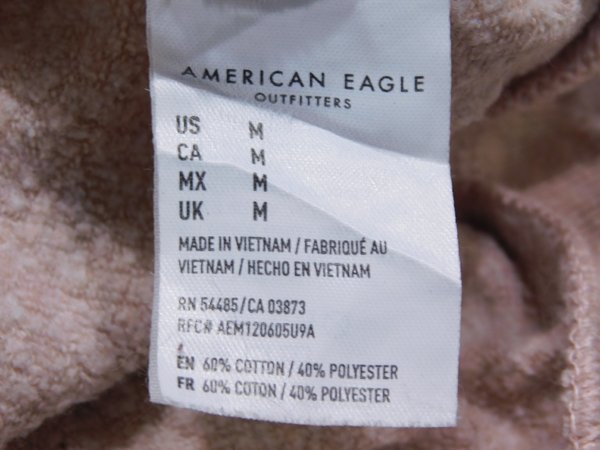 AMERICAN EAGLE
OUTFITTERS
US M
CA M
MX M
UK M
MADE IN VIETNAM / FABRIQUÉ AU
VIETNAM / HECHO EN VIETNAM
RN 54485/CA 03873
RFC# AEM120605U9A
EN 60% COTTON / 40% POLYESTER
FR 60% COTON / 40% POLYESTER